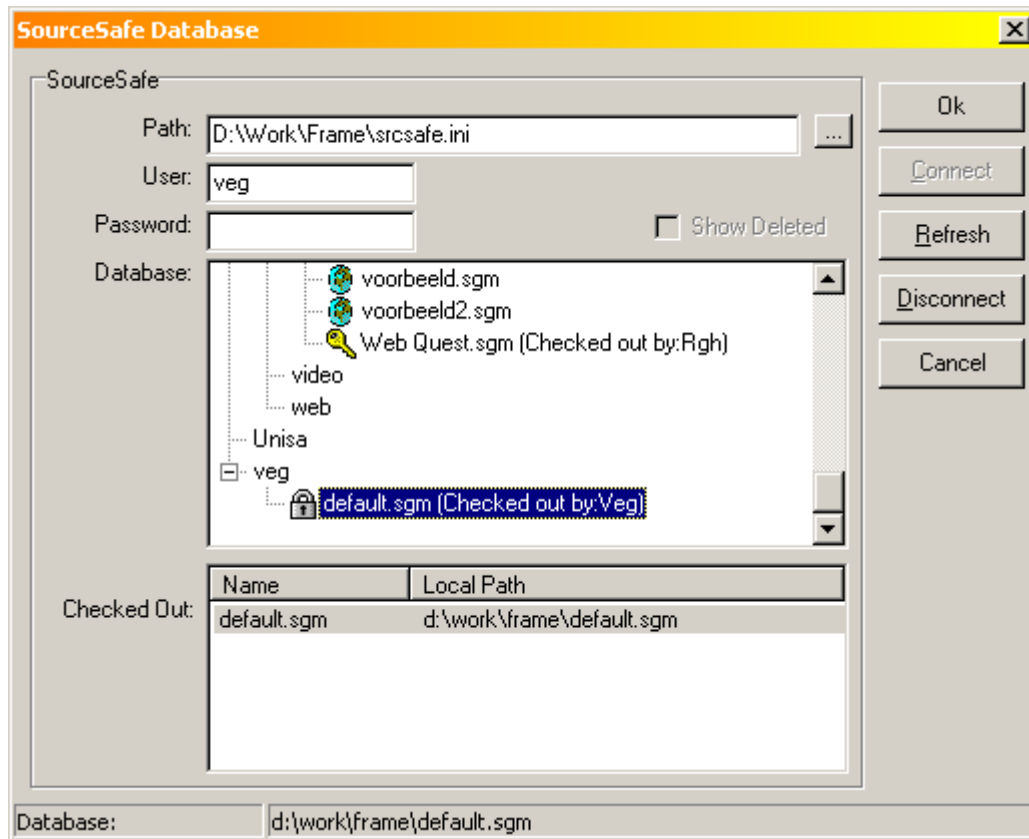 SourceSafe Database
SourceSafe
Path: D:\Work\Frame\srcsafe.ini ...
User: veg
Password:
Show Deleted
Database:
voorbeeld.sgm
voorbeeld2.sgm
Web Quest.sgm (Checked out by:Rgh)
video
web
Unisa
veg
default.sgm (Checked out by:Veg)
Checked Out:
Name Local Path
default.sgm d:\work\frame\default.sgm
Ok
Connect
Refresh
Disconnect
Cancel
Database: d:\work\frame\default.sgm